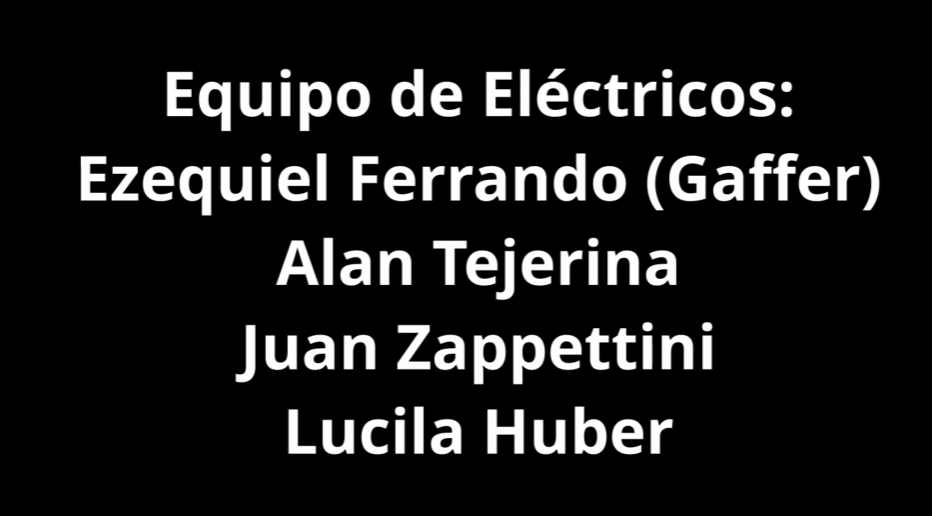 Equipo de Eléctricos:
Ezequiel Ferrando (Gaffer)
Alan Tejerina
Juan Zappettini
Lucila Huber